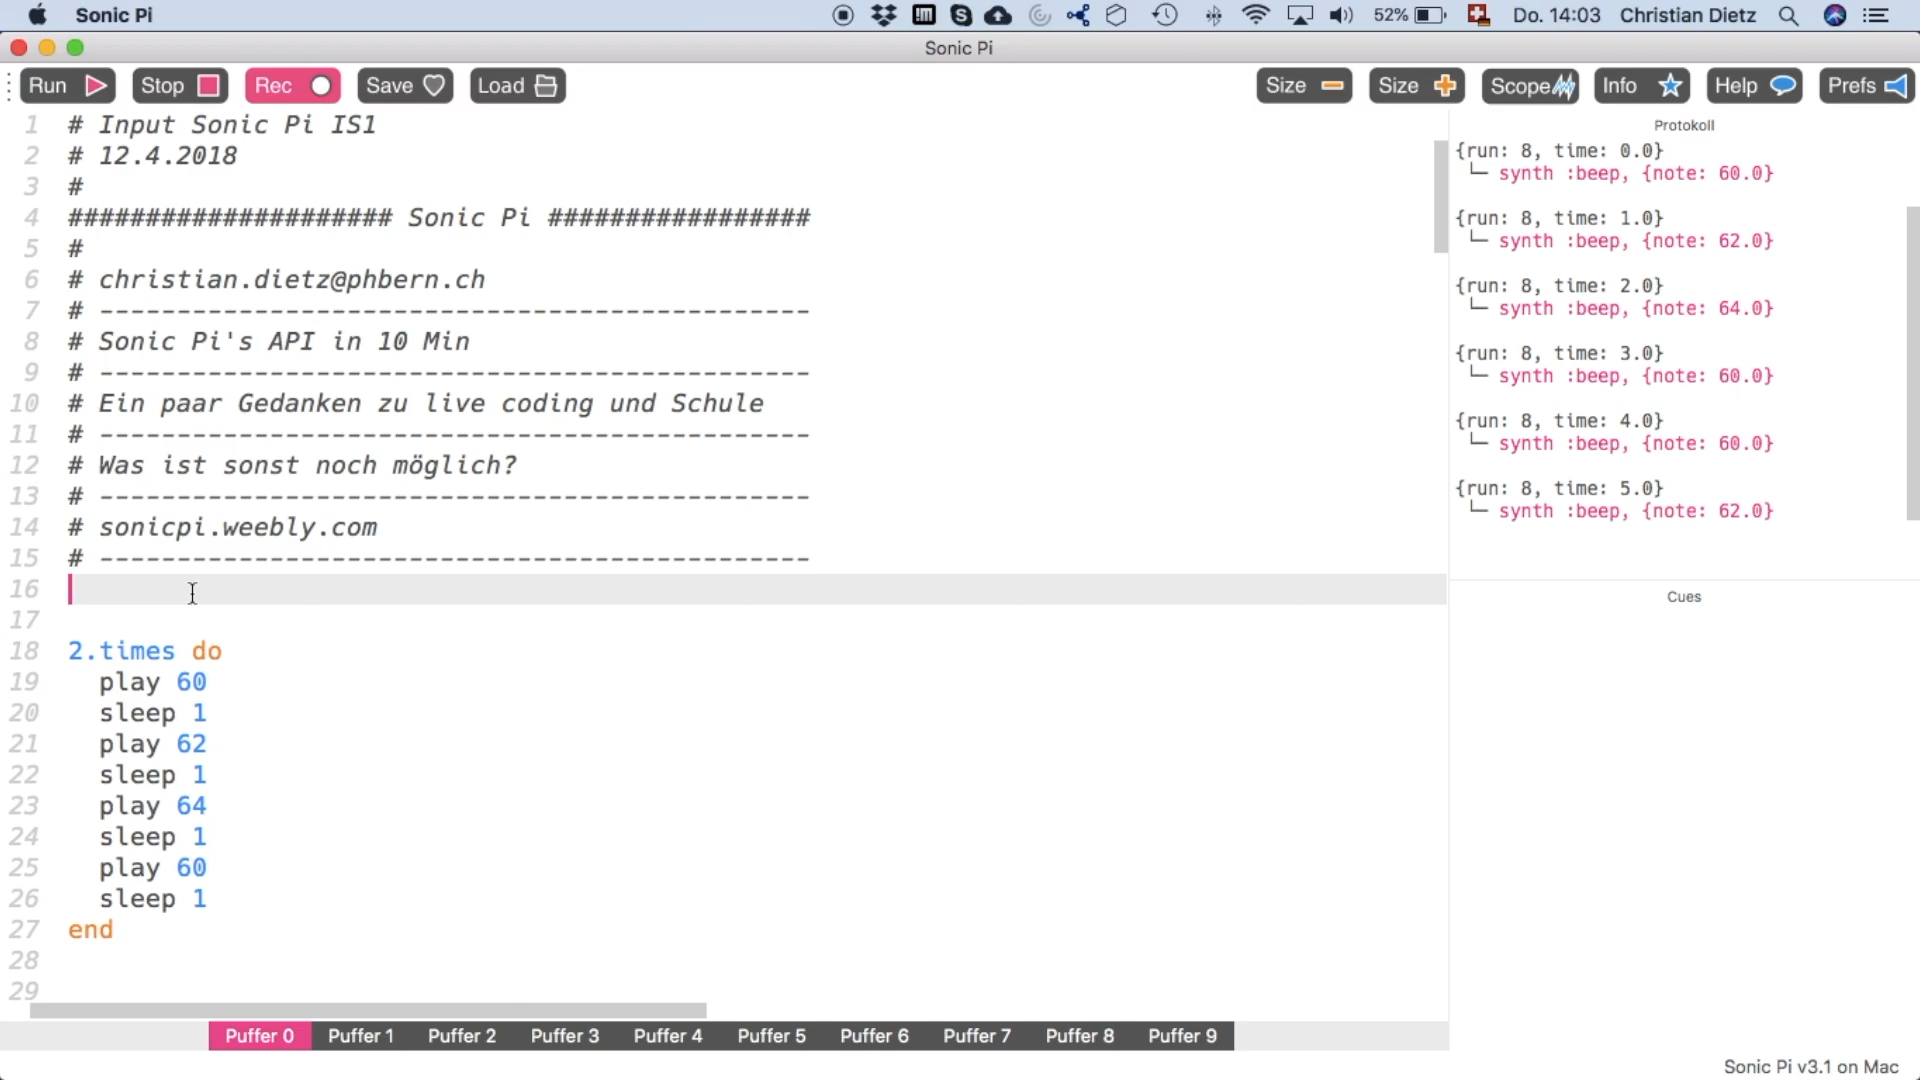 Sonic Pi
52%
Do. 14:03
Christian Dietz
Sonic Pi
Run
Stop
Rec
Save
Load
Size
Size
Scope
Info
Help
Prefs
1 # Input Sonic Pi IS1
2 # 12.4.2018
3 #
4 ##################### Sonic Pi #################
5 #
6 # christian.dietz@phbern.ch
7 # ----------------------------------------------
8 # Sonic Pi's API in 10 Min
9 # ----------------------------------------------
10 # Ein paar Gedanken zu live coding und Schule
11 # ----------------------------------------------
12 # Was ist sonst noch möglich?
13 # ----------------------------------------------
14 # sonicpi.weebly.com
15 # ----------------------------------------------
16
17
18 2.times do
19 play 60
20 sleep 1
21 play 62
22 sleep 1
23 play 64
24 sleep 1
25 play 60
26 sleep 1
27 end
28
29
Protokoll
{run: 8, time: 0.0}
└─ synth :beep, {note: 60.0}
{run: 8, time: 1.0}
└─ synth :beep, {note: 62.0}
{run: 8, time: 2.0}
└─ synth :beep, {note: 64.0}
{run: 8, time: 3.0}
└─ synth :beep, {note: 60.0}
{run: 8, time: 4.0}
└─ synth :beep, {note: 60.0}
{run: 8, time: 5.0}
└─ synth :beep, {note: 62.0}
Cues
Puffer 0
Puffer 1
Puffer 2
Puffer 3
Puffer 4
Puffer 5
Puffer 6
Puffer 7
Puffer 8
Puffer 9
Sonic Pi v3.1 on Mac